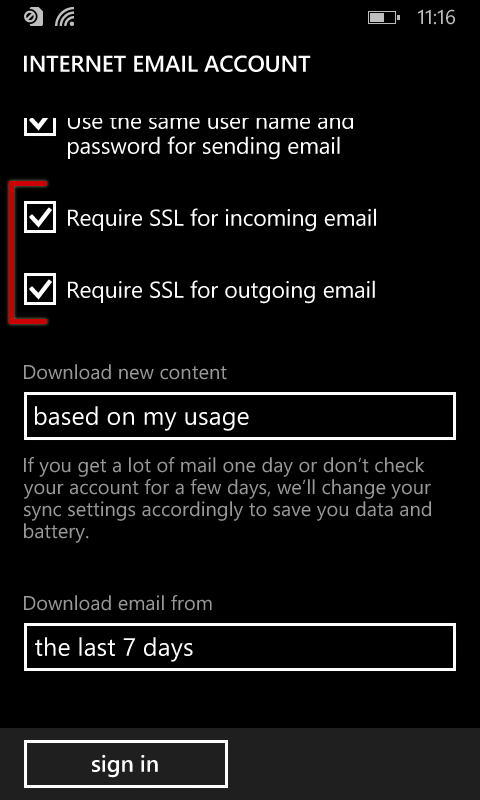 11:16
INTERNET EMAIL ACCOUNT
Use the same user name and
password for sending email
Require SSL for incoming email
Require SSL for outgoing email
Download new content
based on my usage
If you get a lot of mail one day or don't check
your account for a few days, we'll change your
sync settings accordingly to save you data and
battery.
Download email from
the last 7 days
sign in